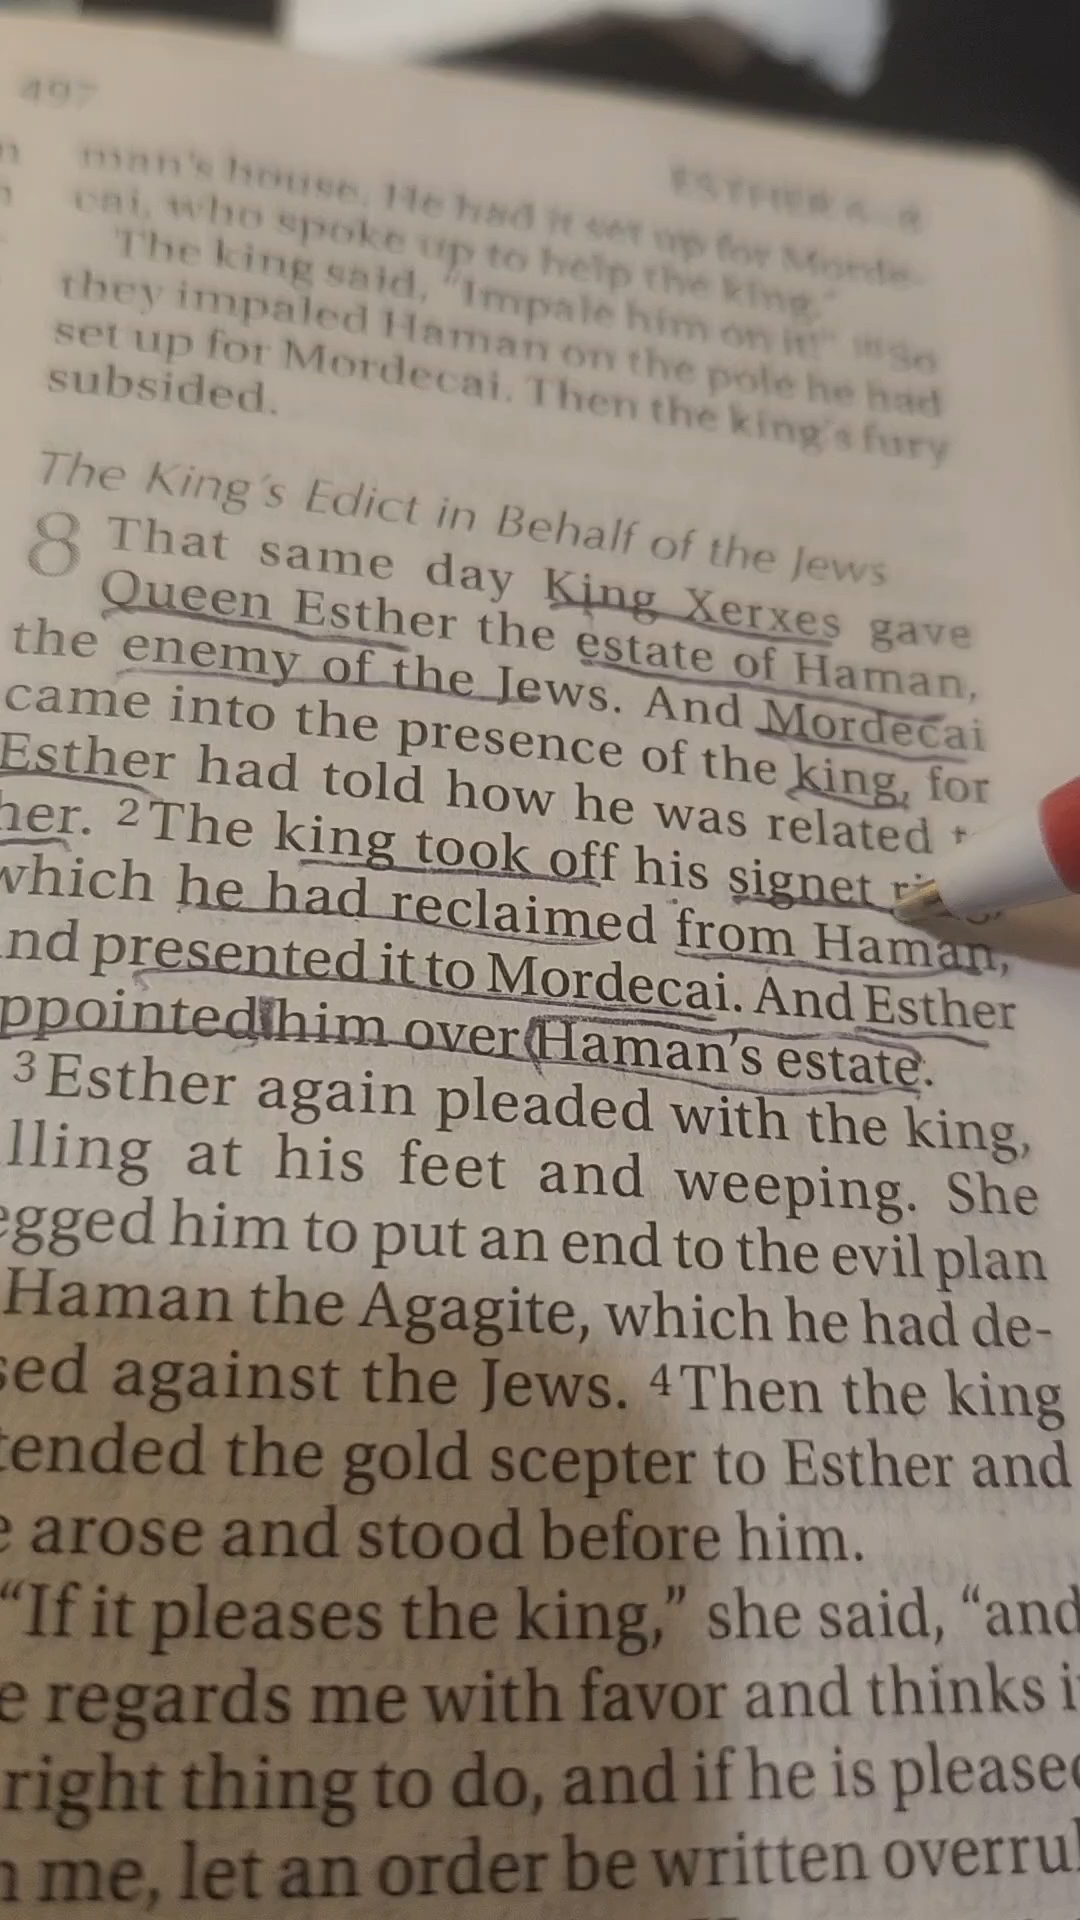 497
ESTHER 6–8
man's house. He had it set up for Morde-
cai, who spoke up to help the king."
The king said, "Impale him on it!" 10 So
they impaled Haman on the pole he had
set up for Mordecai. Then the king's fury
subsided.
The King's Edict in Behalf of the Jews
8 That same day King Xerxes gave
Queen Esther the estate of Haman,
the enemy of the Jews. And Mordecai
came into the presence of the king, for
Esther had told how he was related
her. 2 The king took off his signet
which he had reclaimed from Haman,
nd presented it to Mordecai. And Esther
ppointed him over Haman's estate.
3 Esther again pleaded with the king,
lling at his feet and weeping. She
egged him to put an end to the evil plan
Haman the Agagite, which he had de-
sed against the Jews. 4 Then the king
tended the gold scepter to Esther and
e arose and stood before him.
"If it pleases the king," she said, "and
e regards me with favor and thinks i
right thing to do, and if he is please
me, let an order be written overru